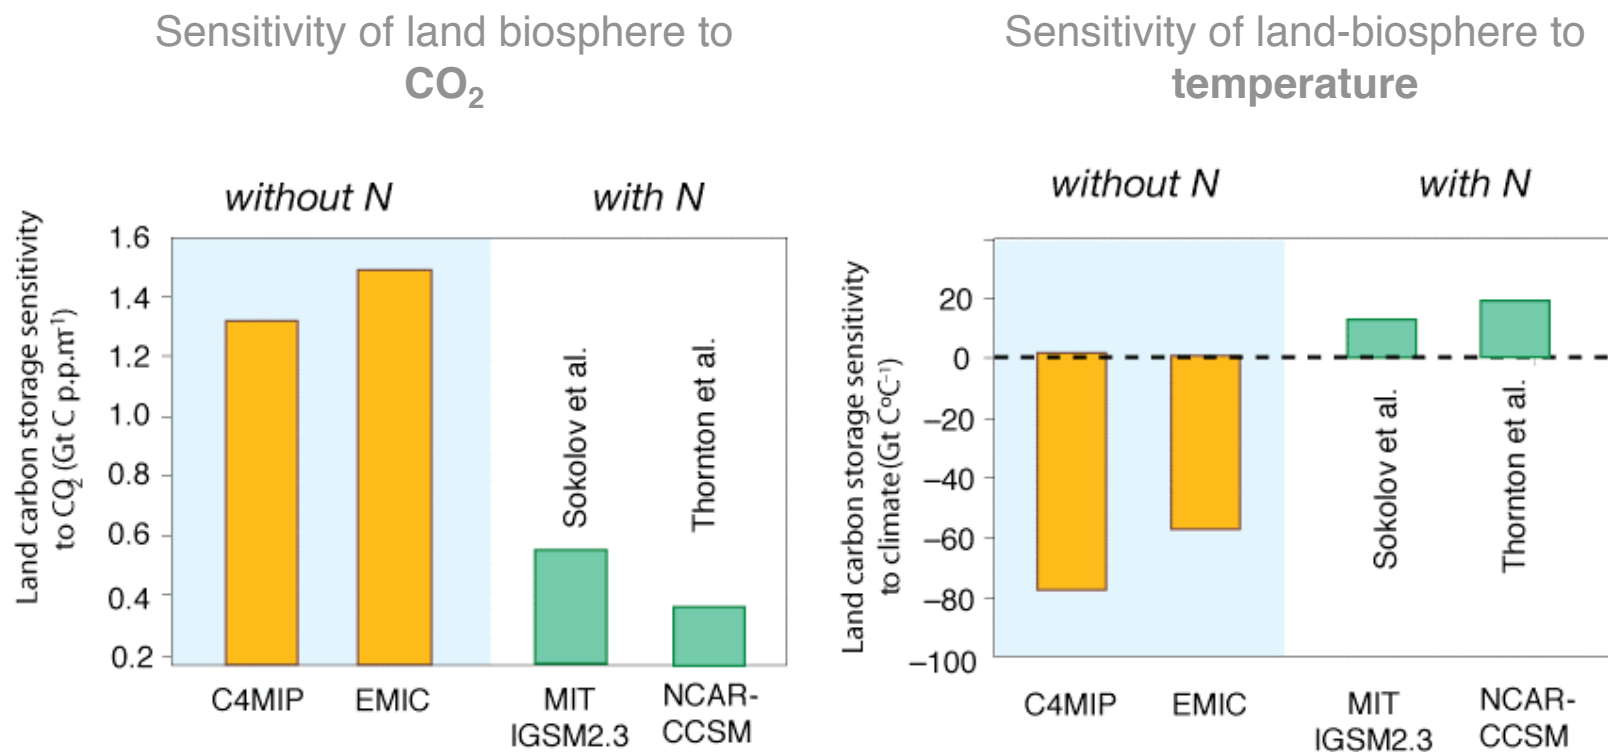 Sensitivity of land biosphere to
CO₂
without N
with N
Land carbon storage sensitivity
to CO₂ (Gt C p.p.m⁻¹)
1.6
1.4
1.2
1.0
0.8
0.6
0.4
0.2
Sokolov et al.
Thornton et al.
C4MIP
EMIC
MIT
IGSM2.3
NCAR-
CCSM
Sensitivity of land-biosphere to
temperature
without N
with N
Land carbon storage sensitivity
to climate (Gt C°C⁻¹)
20
0
−20
−40
−60
−80
−100
Sokolov et al.
Thornton et al.
C4MIP
EMIC
MIT
IGSM2.3
NCAR-
CCSM